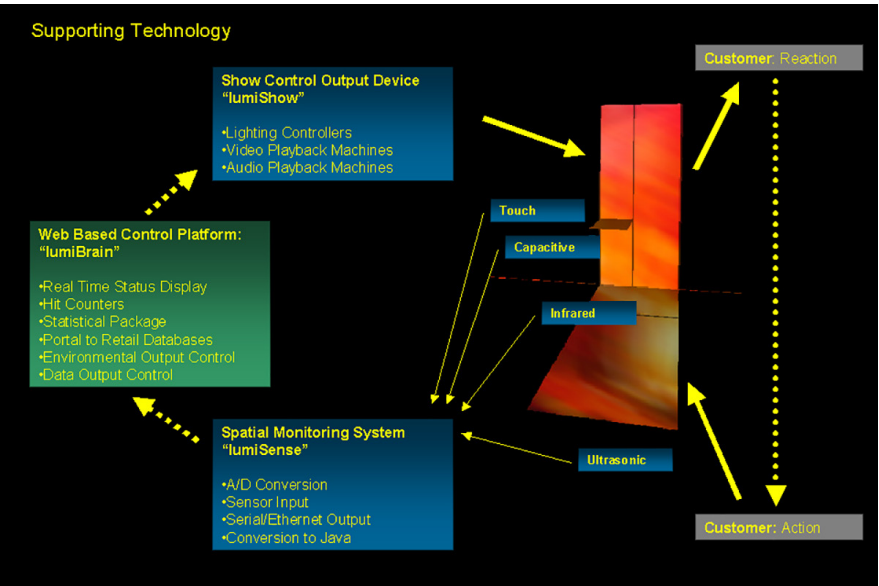 Supporting Technology
Customer: Reaction
Show Control Output Device
“lumiShow”
•Lighting Controllers
•Video Playback Machines
•Audio Playback Machines
Touch
Capacitive
Web Based Control Platform:
“lumiBrain”
•Real Time Status Display
•Hit Counters
•Statistical Package
•Portal to Retail Databases
•Environmental Output Control
•Data Output Control
Infrared
Spatial Monitoring System
“lumiSense”
•A/D Conversion
•Sensor Input
•Serial/Ethernet Output
•Conversion to Java
Ultrasonic
Customer: Action